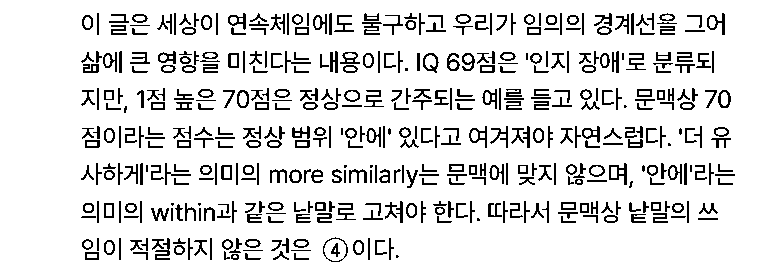 이 글은 세상이 연속체임에도 불구하고 우리가 임의의 경계선을 그어
삶에 큰 영향을 미친다는 내용이다. IQ 69점은 '인지 장애'로 분류되
지만, 1점 높은 70점은 정상으로 간주되는 예를 들고 있다. 문맥상 70
점이라는 점수는 정상 범위 '안에' 있다고 여겨져야 자연스럽다. '더 유
사하게'라는 의미의 more similarly는 문맥에 맞지 않으며, '안에'라는
의미의 within과 같은 낱말로 고쳐야 한다. 따라서 문맥상 낱말의 쓰
임이 적절하지 않은 것은 ④이다.